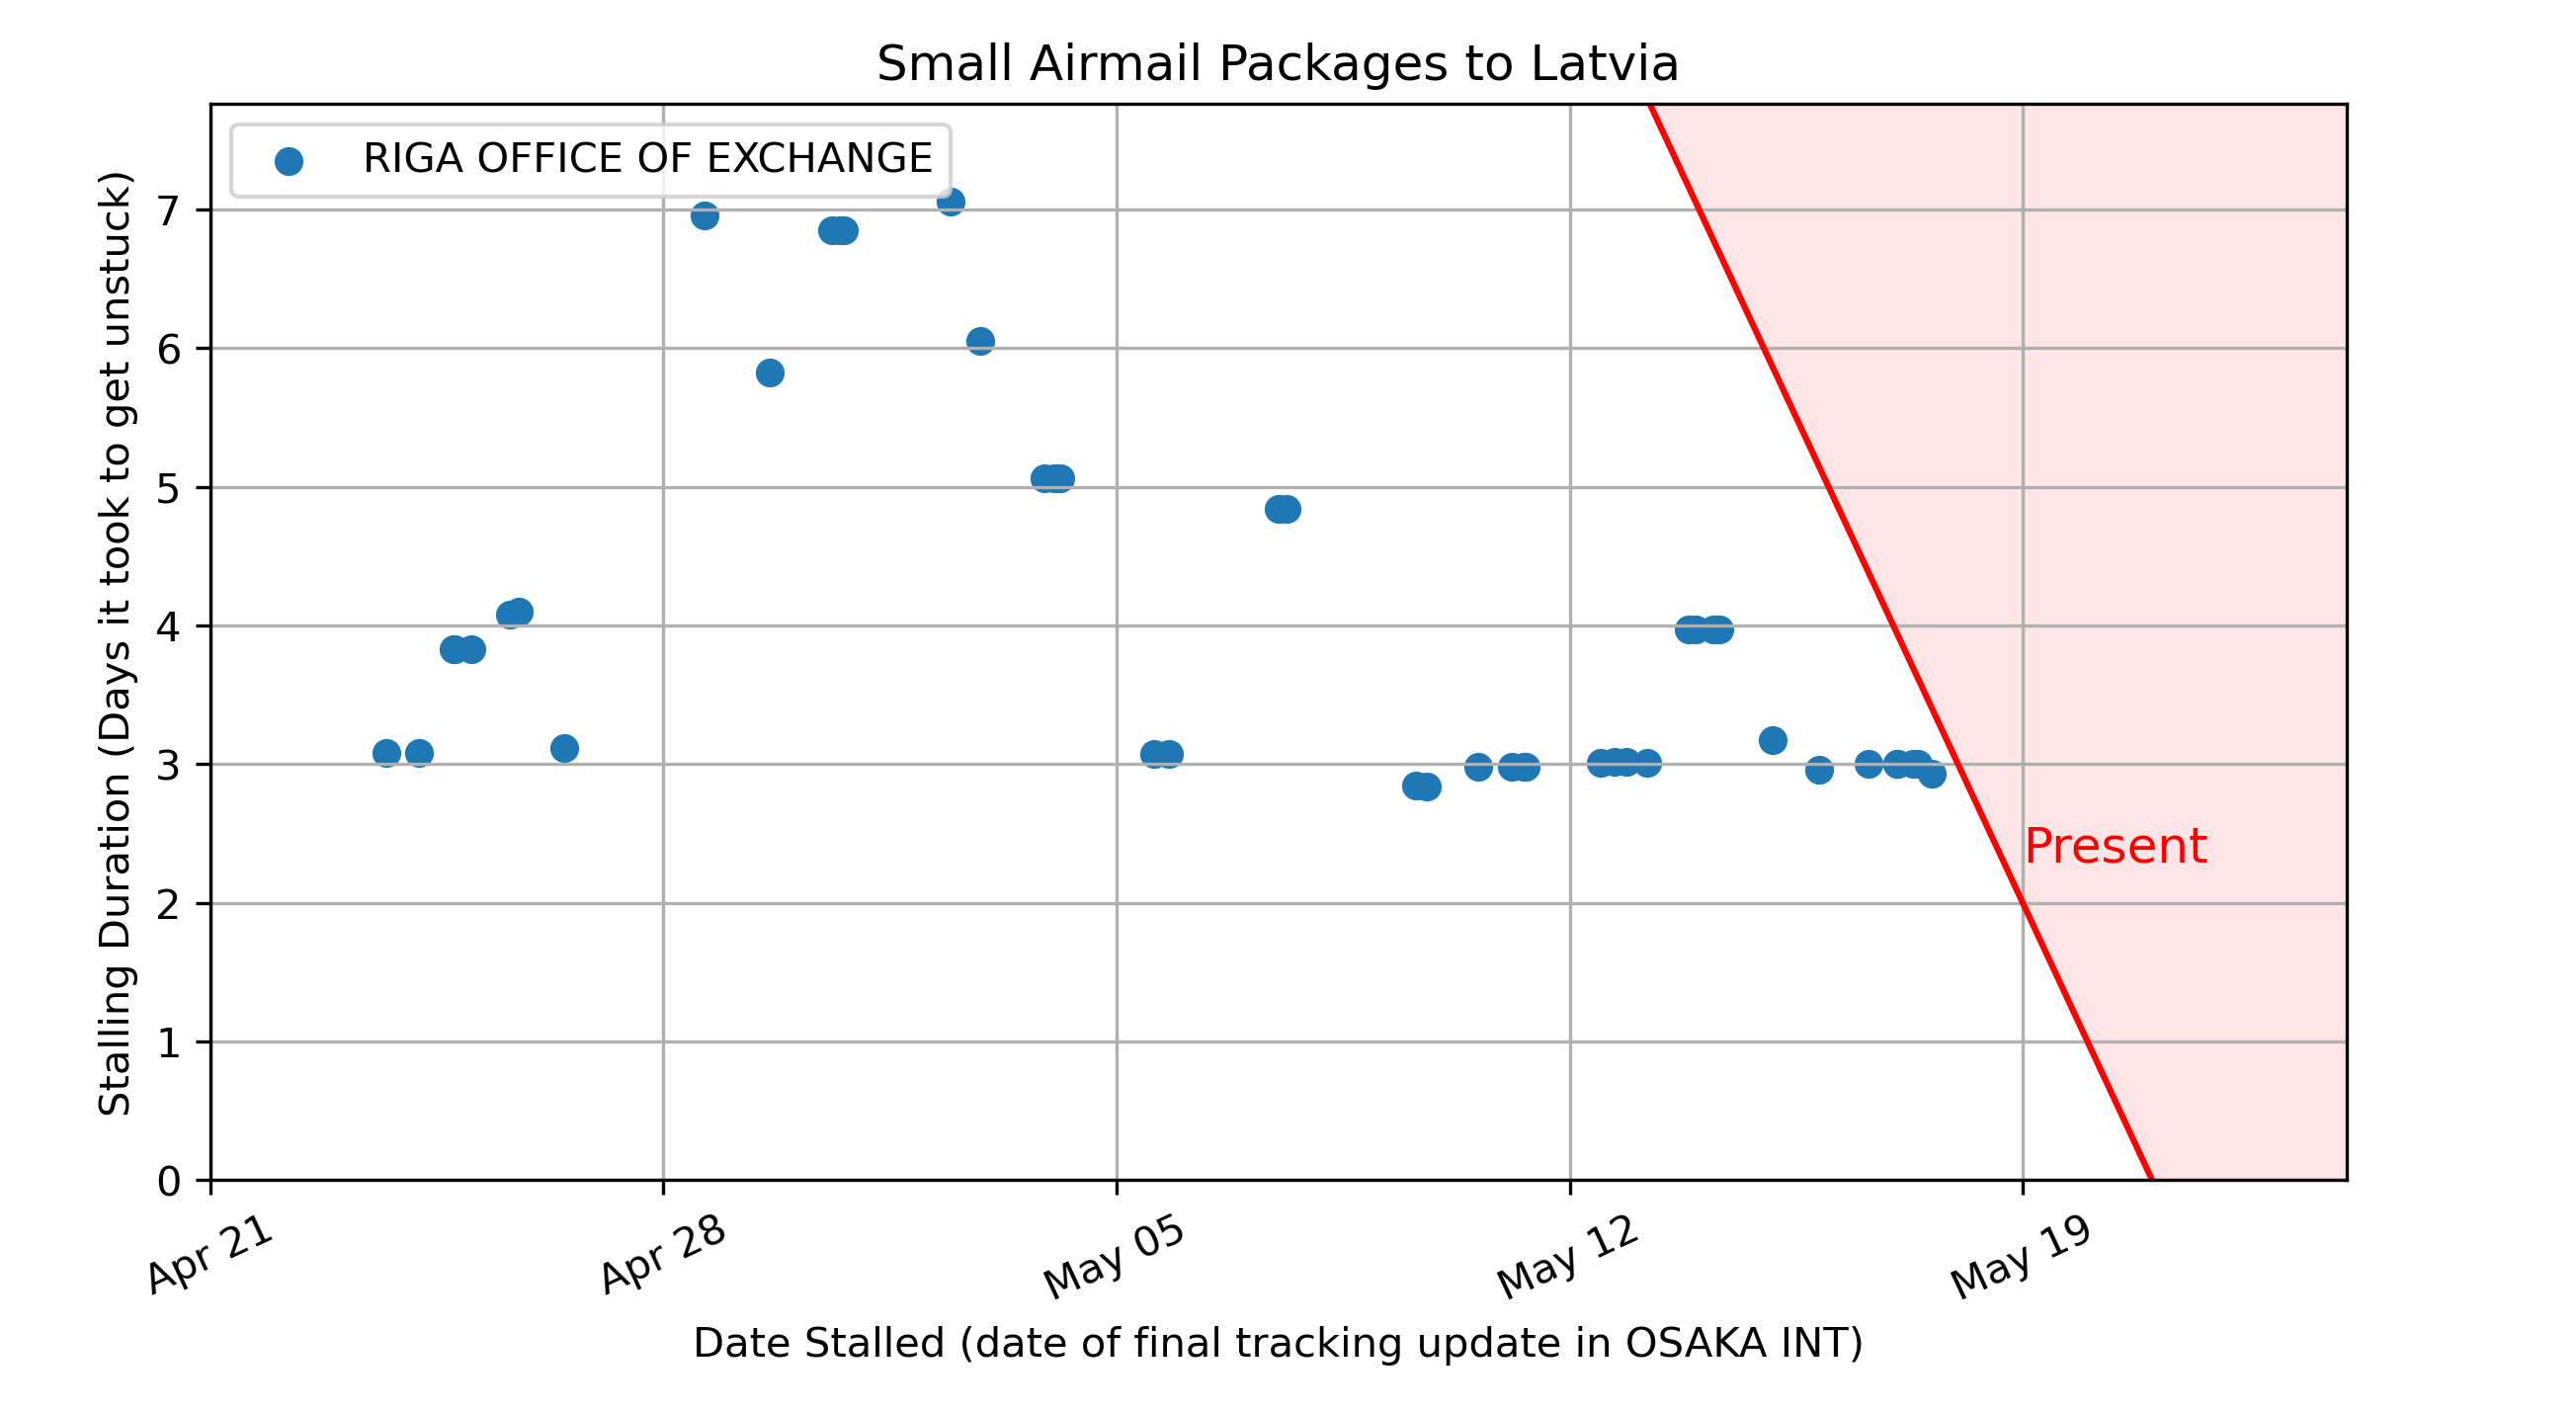 Small Airmail Packages to Latvia
RIGA OFFICE OF EXCHANGE
Stalling Duration (Days it took to get unstuck)
7
6
5
4
3
2
1
0
Present
Apr 21
Apr 28
May 05
May 12
May 19
Date Stalled (date of final tracking update in OSAKA INT)